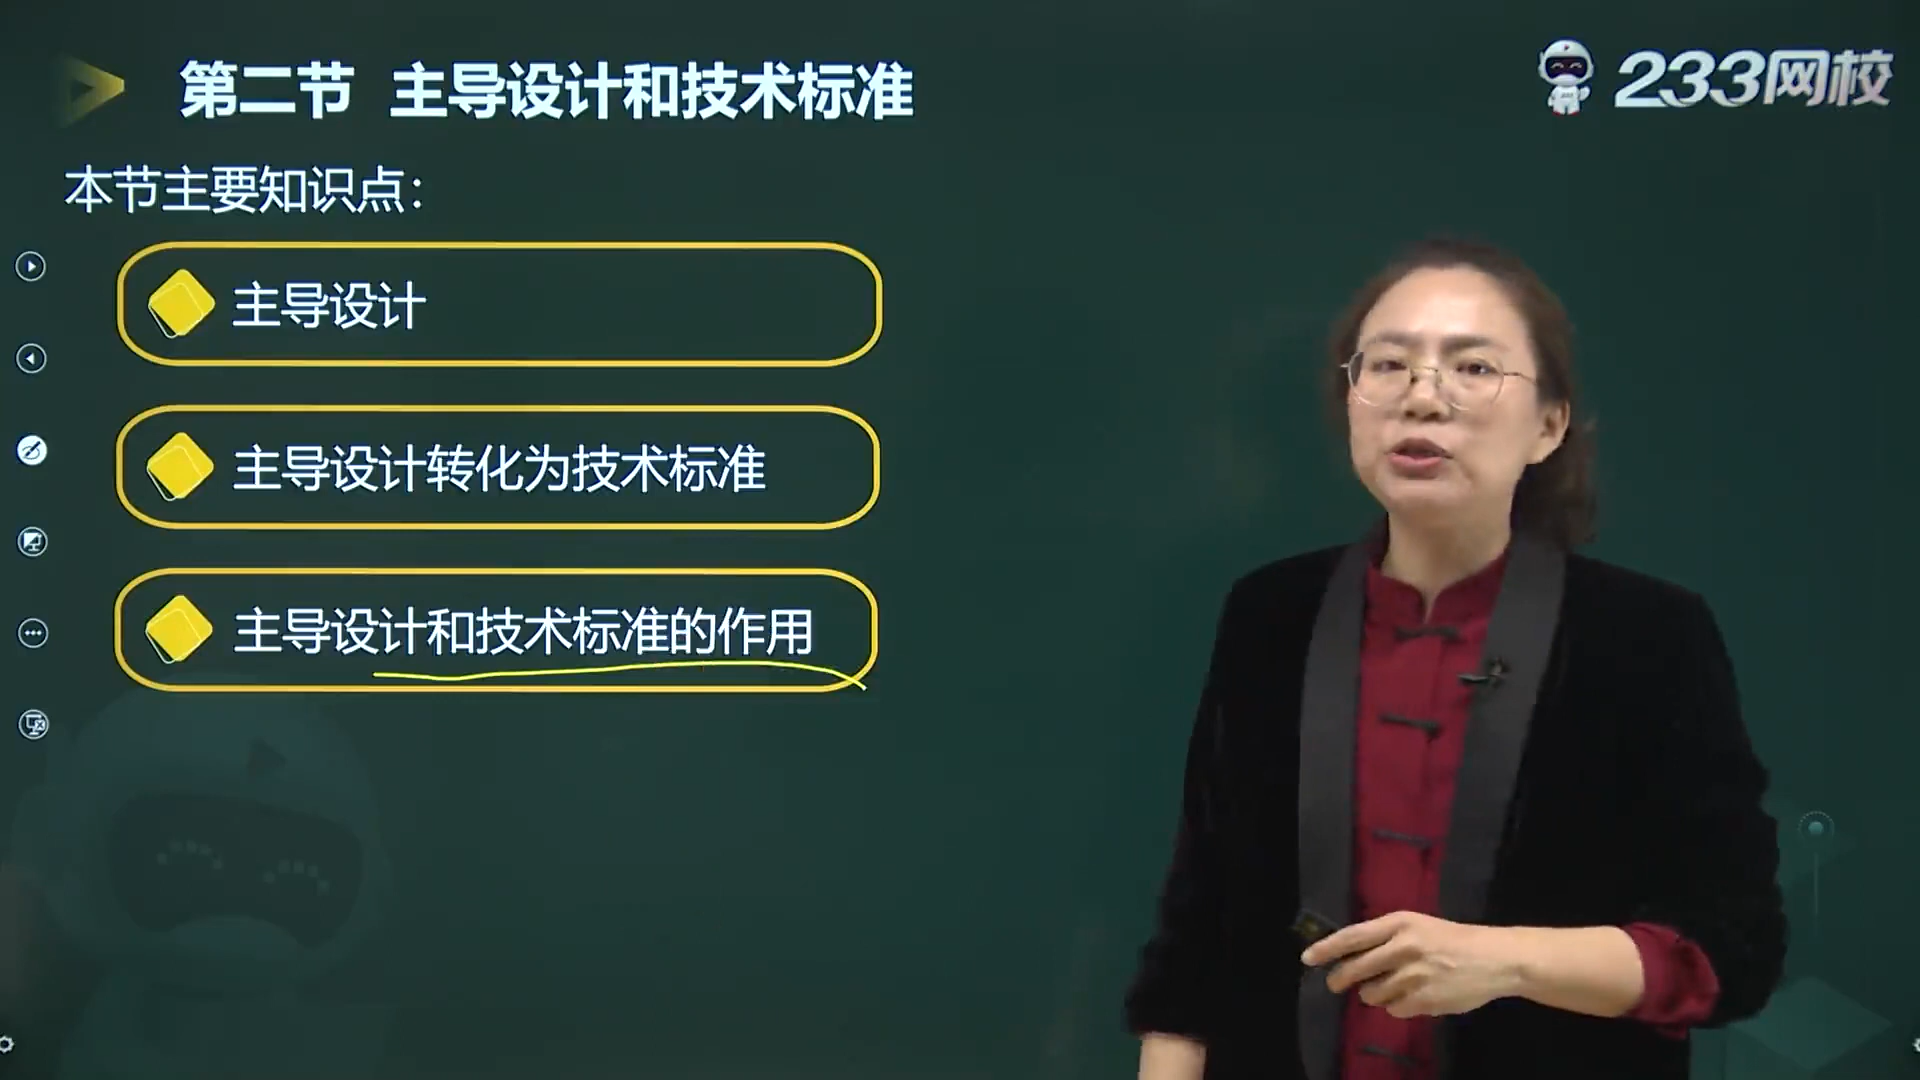 第二节 主导设计和技术标准
233网校
本节主要知识点：
主导设计
主导设计转化为技术标准
主导设计和技术标准的作用